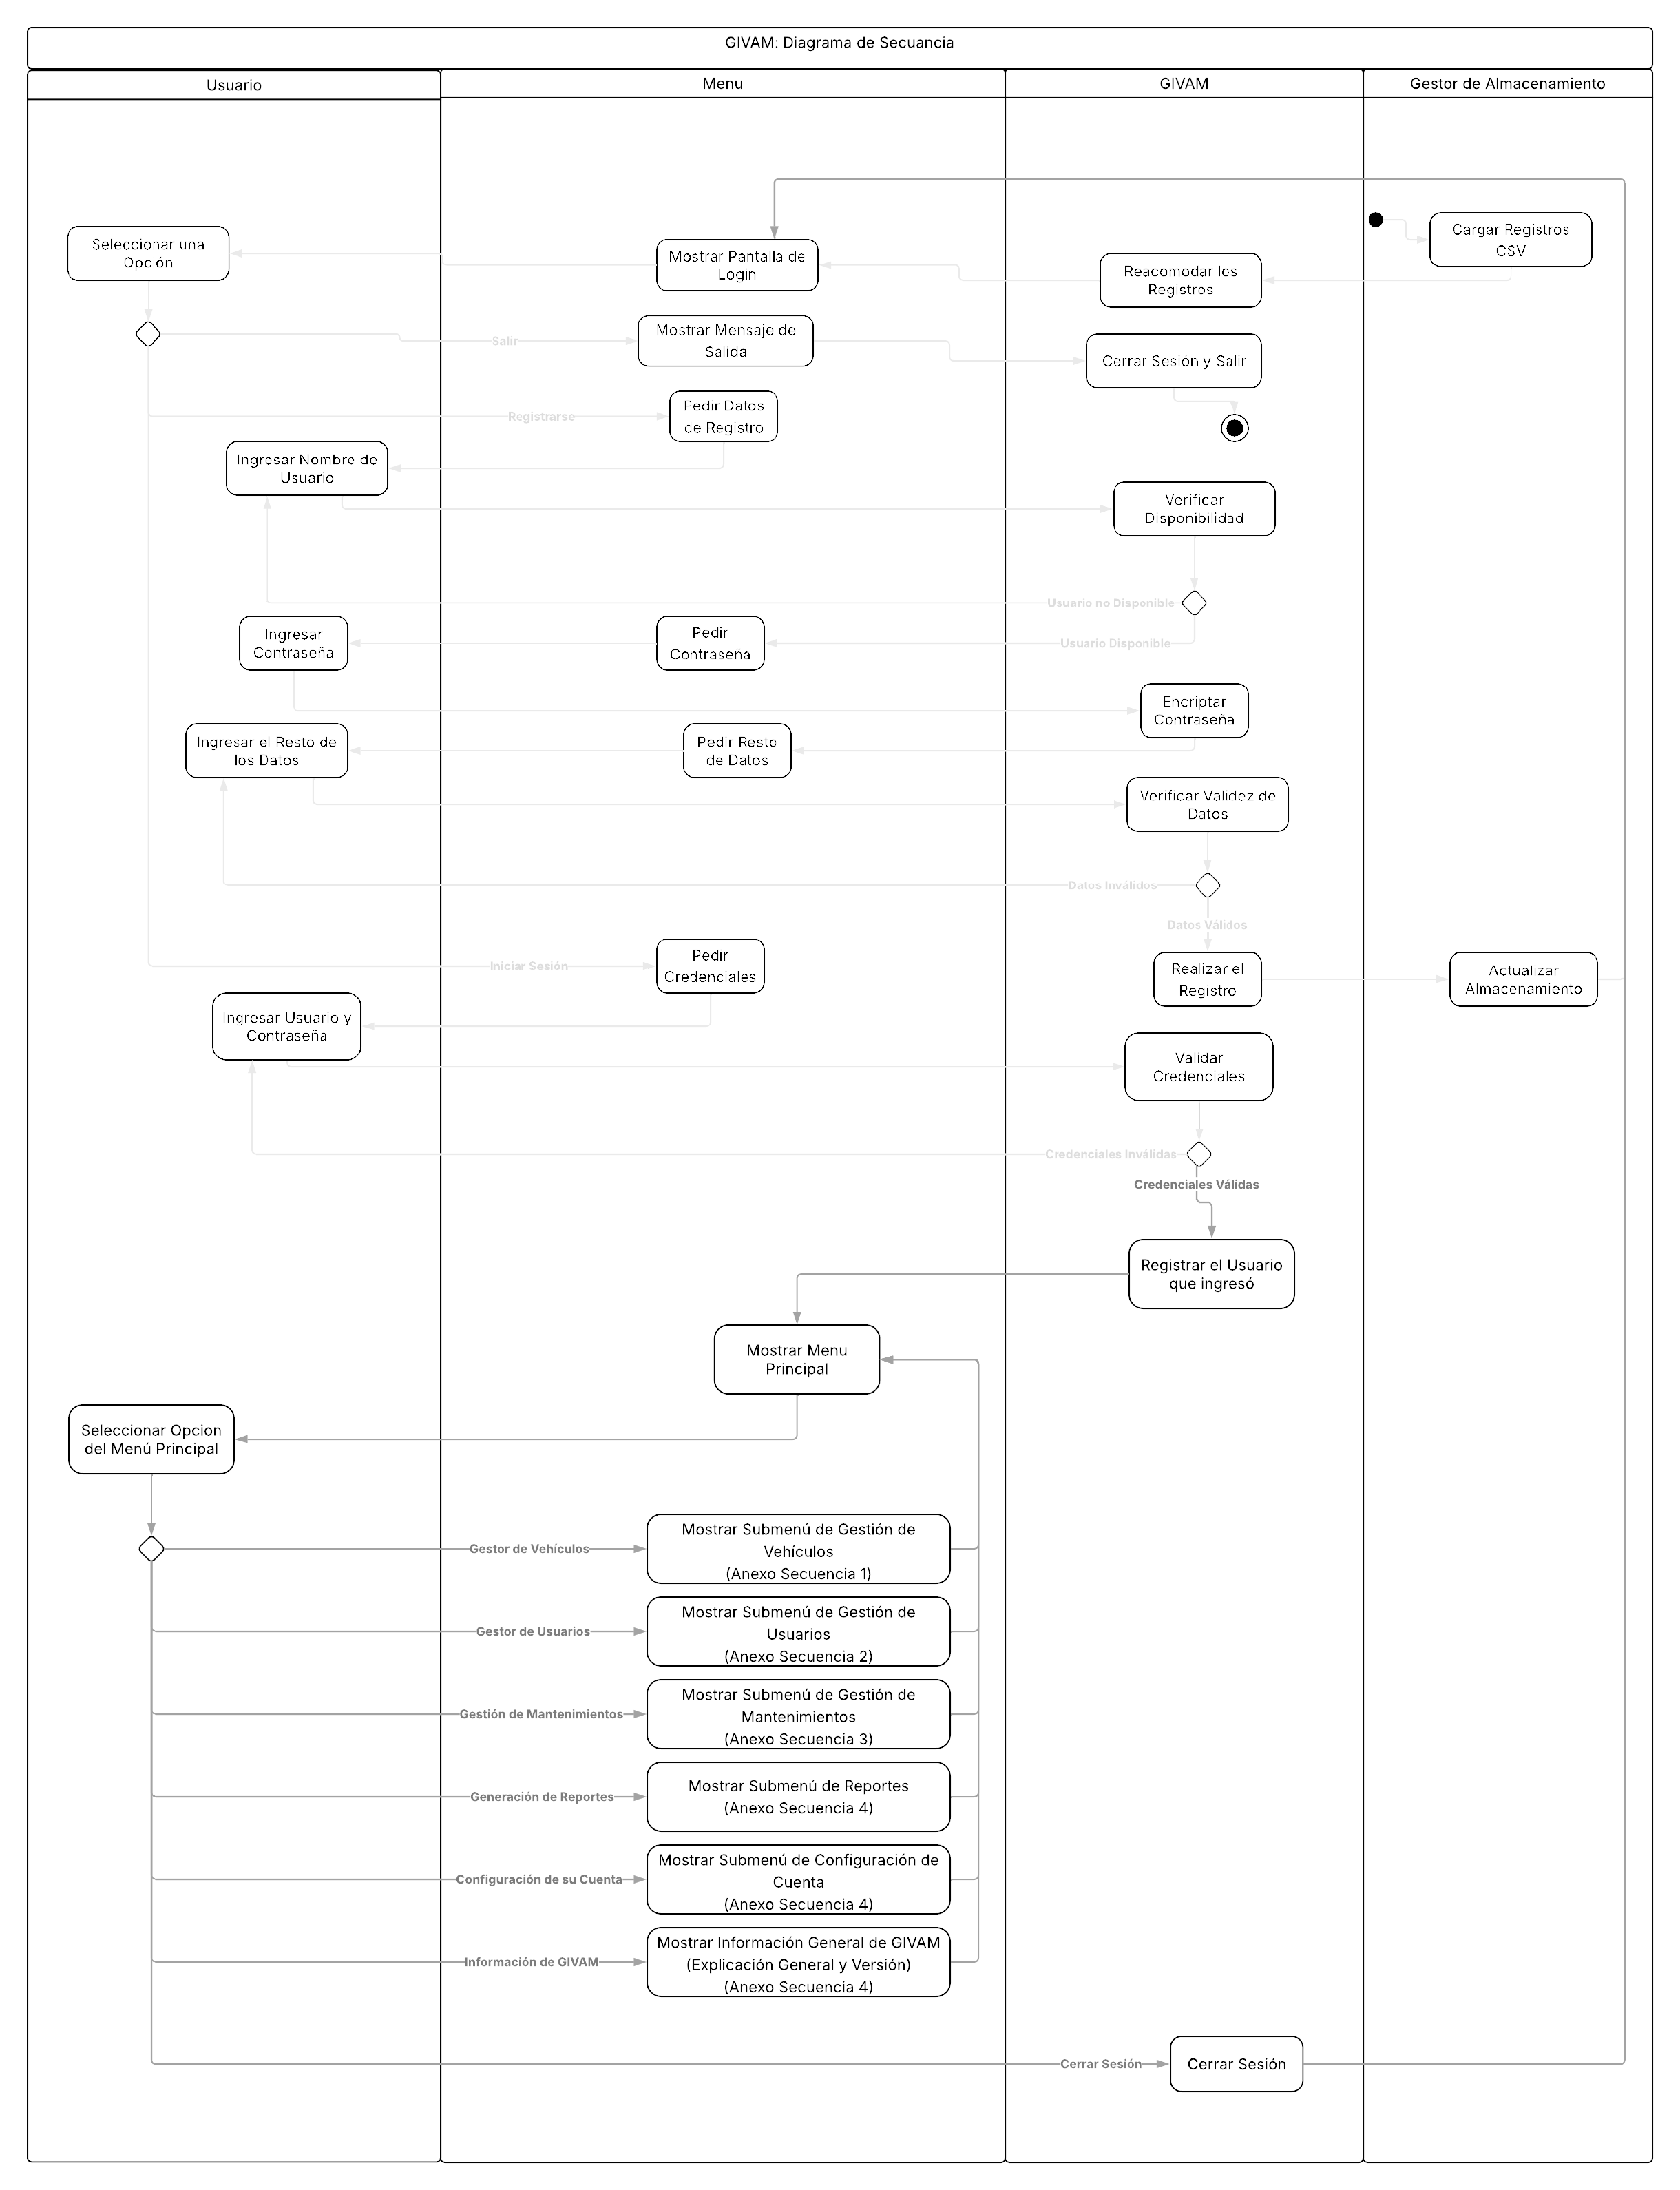 GIVAM: Diagrama de Secuancia
Usuario
Menu
GIVAM
Gestor de Almacenamiento
Seleccionar una
Opción
Mostrar Pantalla de
Login
Reacomodar los
Registros
Cargar Registros
CSV
Salir
Mostrar Mensaje de
Salida
Cerrar Sesión y Salir
Registrarse
Pedir Datos
de Registro
Ingresar Nombre de
Usuario
Verificar
Disponibilidad
Usuario no Disponible
Ingresar
Contraseña
Pedir
Contraseña
Usuario Disponible
Encriptar
Contraseña
Ingresar el Resto de
los Datos
Pedir Resto
de Datos
Verificar Validez de
Datos
Datos Inválidos
Datos Válidos
Iniciar Sesión
Pedir
Credenciales
Realizar el
Registro
Actualizar
Almacenamiento
Ingresar Usuario y
Contraseña
Validar
Credenciales
Credenciales Inválidas
Credenciales Válidas
Registrar el Usuario
que ingresó
Mostrar Menu
Principal
Seleccionar Opcion
del Menú Principal
Gestor de Vehículos
Mostrar Submenú de Gestión de
Vehículos
(Anexo Secuencia 1)
Gestor de Usuarios
Mostrar Submenú de Gestión de
Usuarios
(Anexo Secuencia 2)
Gestión de Mantenimientos
Mostrar Submenú de Gestión de
Mantenimientos
(Anexo Secuencia 3)
Generación de Reportes
Mostrar Submenú de Reportes
(Anexo Secuencia 4)
Configuración de su Cuenta
Mostrar Submenú de Configuración de
Cuenta
(Anexo Secuencia 4)
Información de GIVAM
Mostrar Información General de GIVAM
(Explicación General y Versión)
(Anexo Secuencia 4)
Cerrar Sesión
Cerrar Sesión